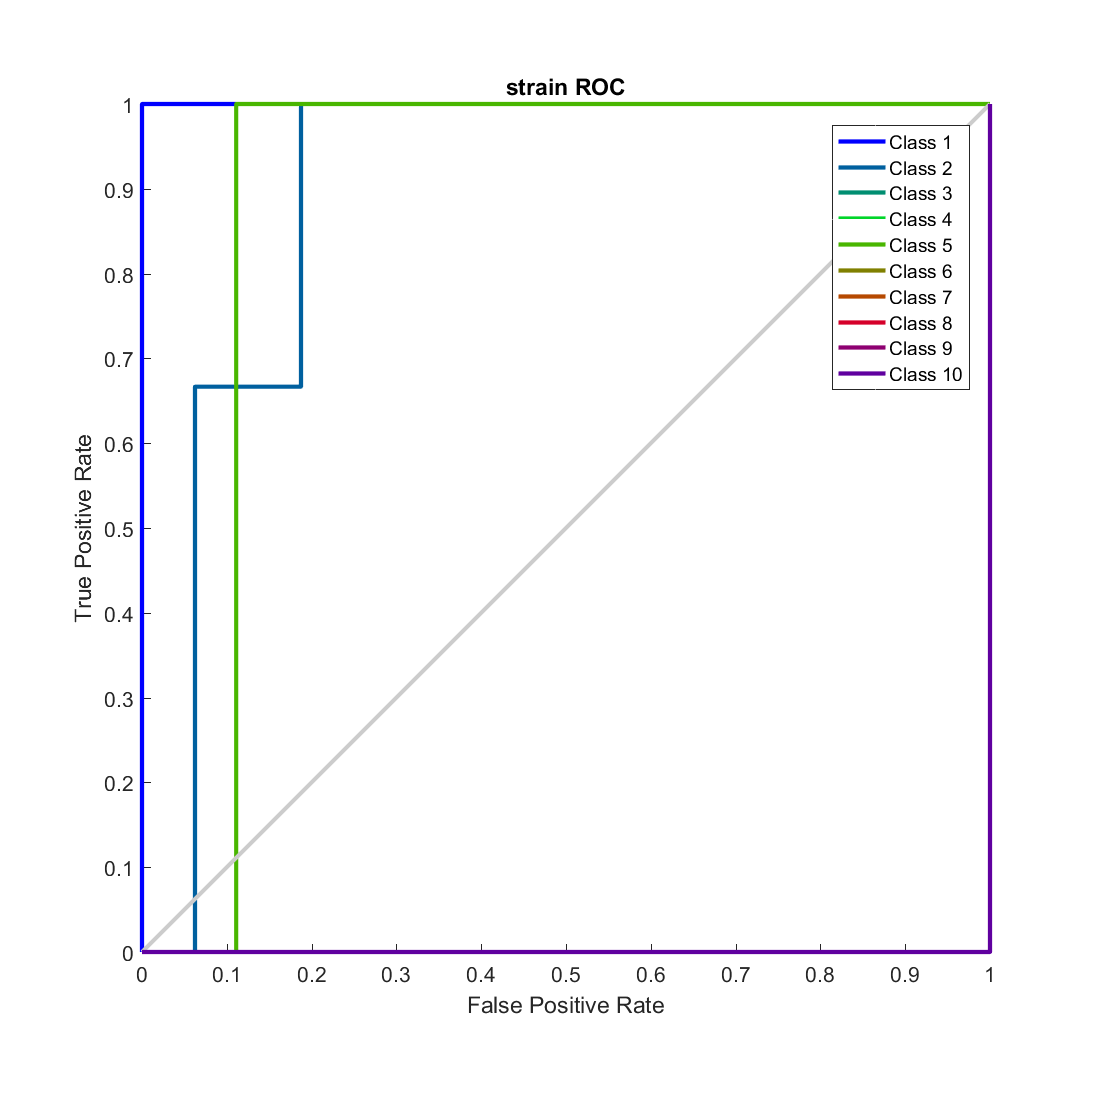 strain ROC
True Positive Rate
1
0.9
0.8
0.7
0.6
0.5
0.4
0.3
0.2
0.1
0
Class 1
Class 2
Class 3
Class 4
Class 5
Class 6
Class 7
Class 8
Class 9
Class 10
0 0.1 0.2 0.3 0.4 0.5 0.6 0.7 0.8 0.9 1
False Positive Rate